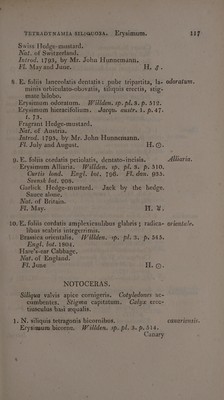 TETRADYNAMIA SILIQUOSA. Erysimum. 117
Swiss Hedge-mustard.
Nat. of Switzerland.
Introd. 1793, by Mr. John Hunnemann.
Fl. May and June. H. ♂.
8. E. foliis lanceolatis dentatis: pube tripartita, la- odoratum.
minis orbiculato-obovatis, siliquis erectis, stig-
mate bilobo.
Erysimum odoratum. Willden. sp. pl. 3. p. 512.
Erysimum hieracifolium. Jacqu. austr. 1. p. 47.
t. 73.
Fragrant Hedge-mustard.
Nat. of Austria.
Introd. 1793, by Mr. John Hunnemann.
Fl. July and August. H. ☉.
9. E. foliis cordatis petiolatis, dentato-incisis. Alliaria.
Erysimum Alliaria. Willden. sp. pl. 3. p. 510.
Curtis lond. Engl. bot. 796. Fl. dan. 935.
Svensk bot. 200.
Garlick Hedge-mustard. Jack by the hedge.
Sauce alone.
Nat. of Britain.
Fl. May. H. ♃.
10. E. foliis cordatis amplexicaulibus glabris; radica- orientale.
libus scabris integerrimis.
Brassica orientalis. Willden. sp. pl. 3. p. 545.
Engl. bot. 1804.
Hare's-ear Cabbage.
Nat. of England.
Fl. June H. ☉.
NOTOCERAS.
Siliqua valvis apice cornigeris. Cotyledones ac-
cumbentes. Stigma capitatum. Calyx erec-
tiusculus basi æqualis.
1. N. siliquis tetragonis bicornibus. canariensis.
Erysimum bicorne. Willden. sp. pl. 3. p. 514.
Canary